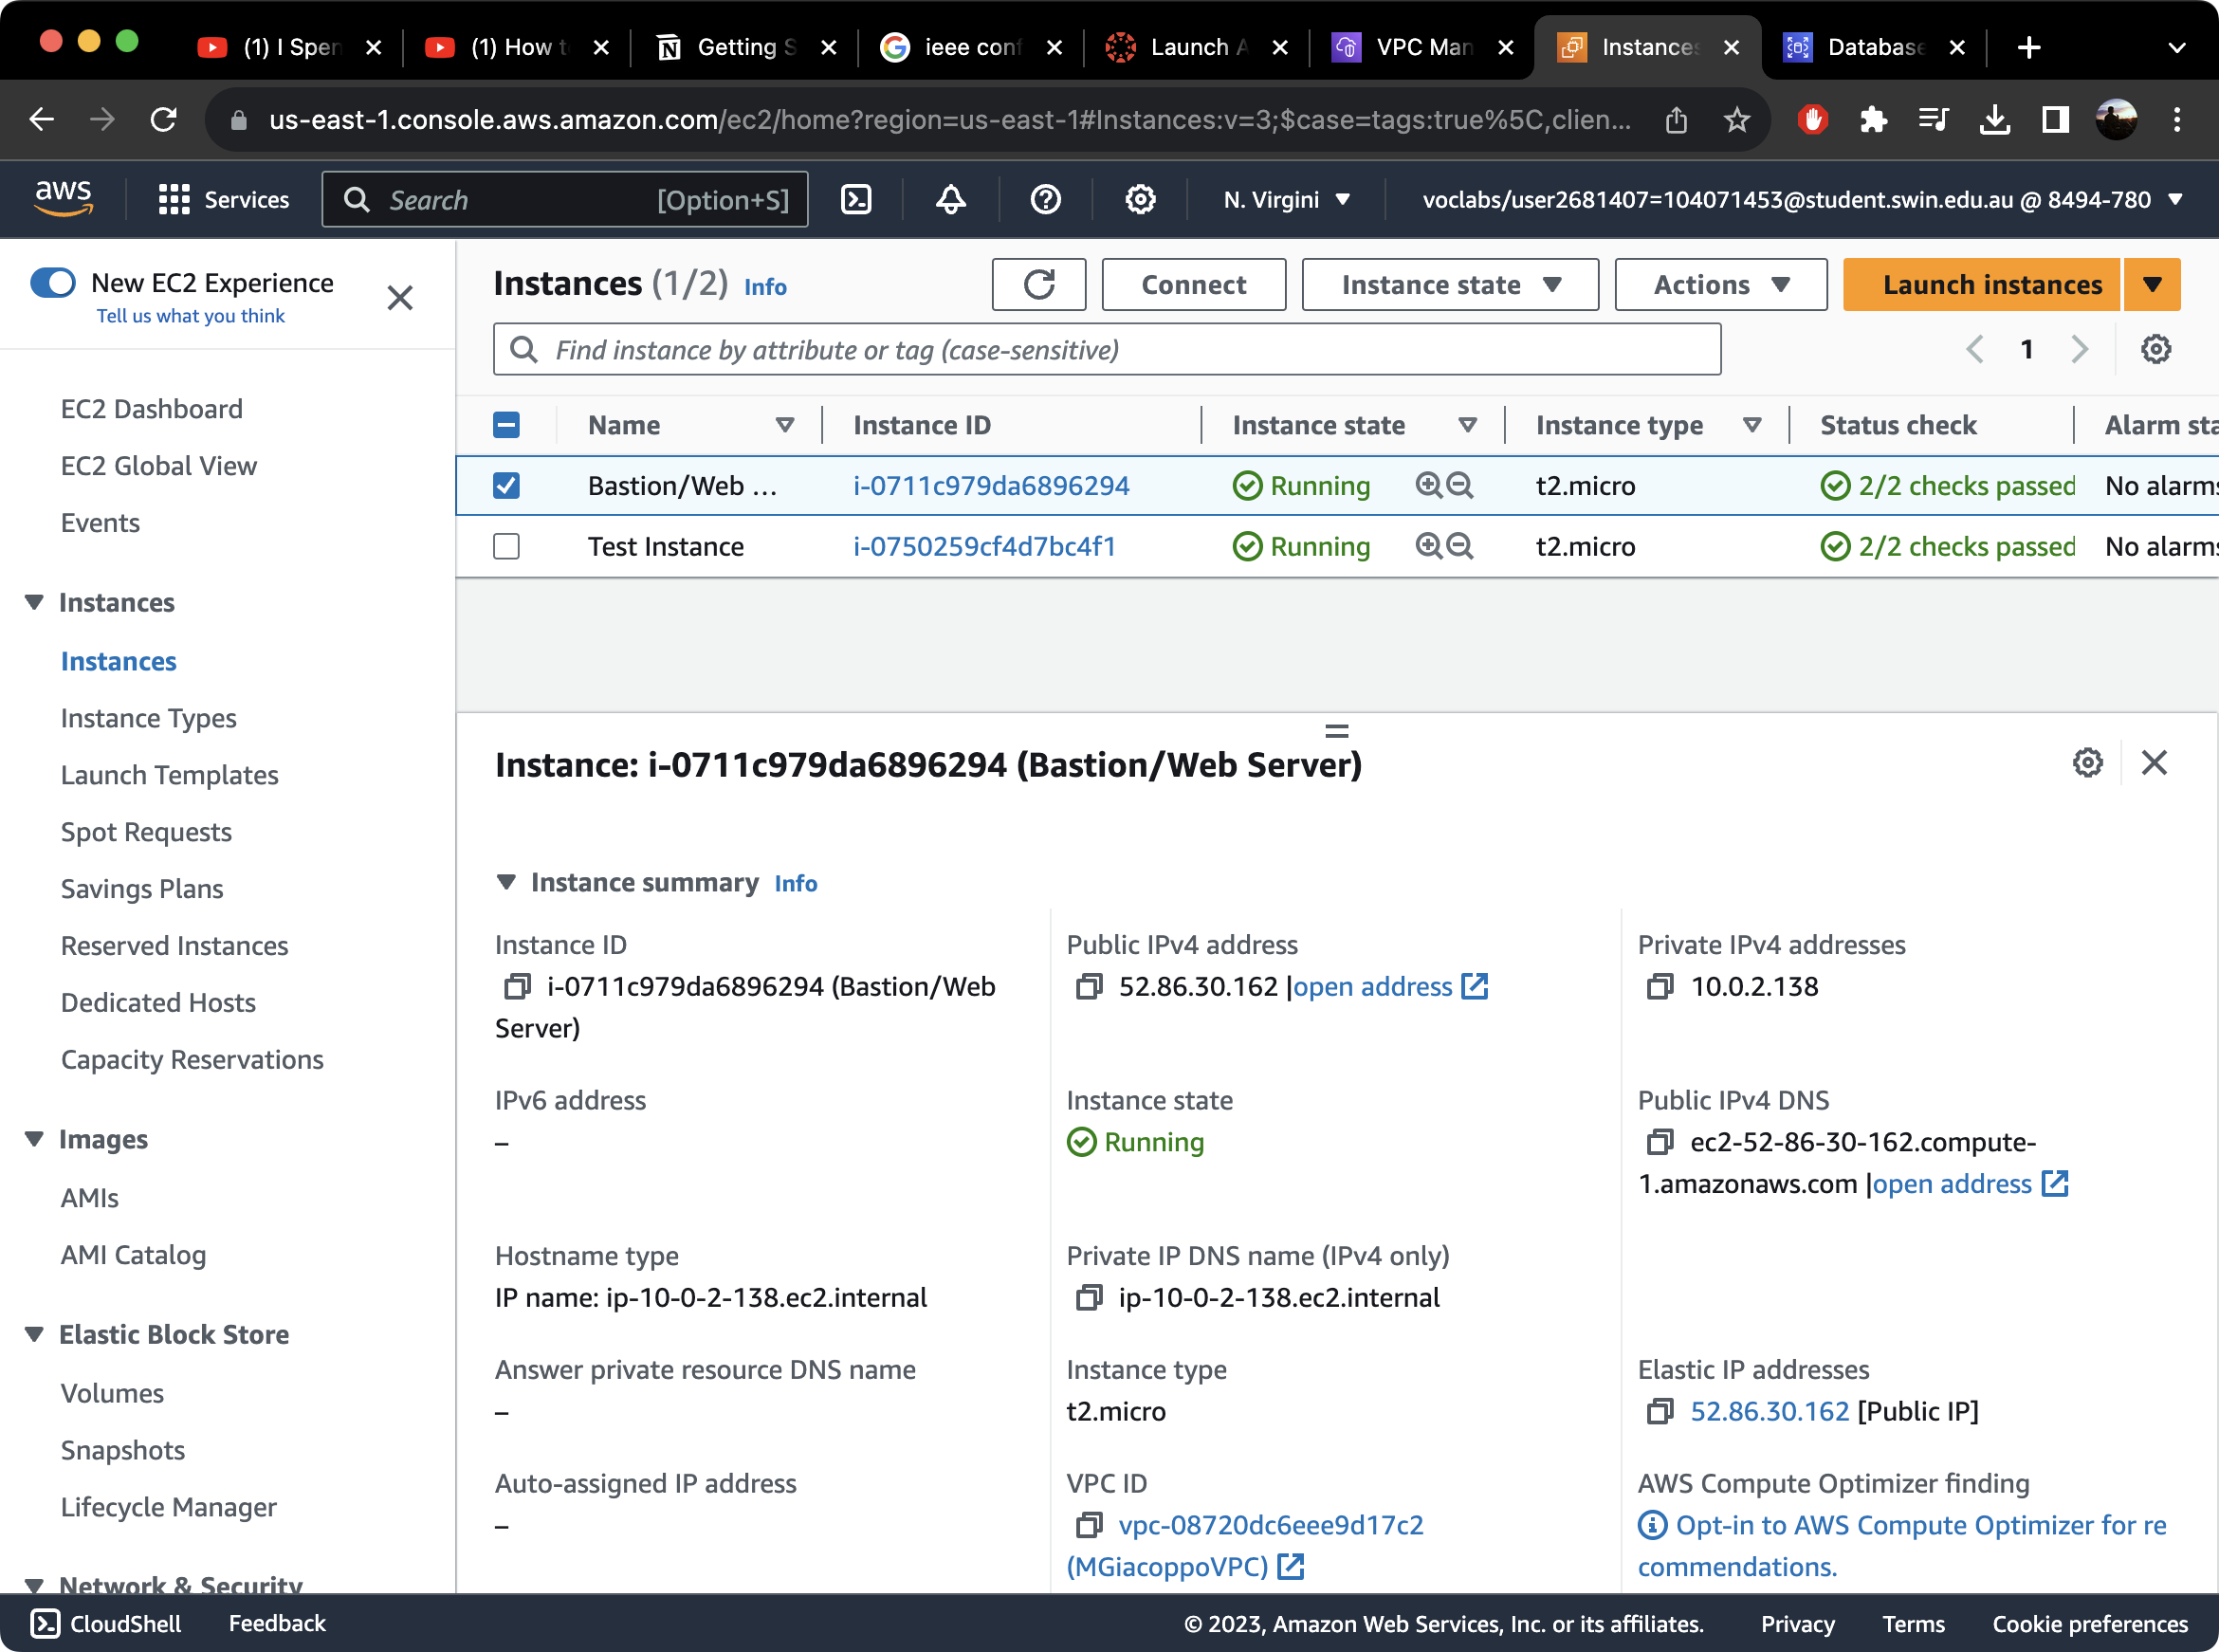 (1) I Spen
(1) How t
Getting S
ieee conf
Launch A
VPC Man
Instances
Database
us-east-1.console.aws.amazon.com/ec2/home?region=us-east-1#Instances:v=3;$case=tags:true%5C,clien...
aws
Services
Search
[Option+S]
N. Virgini
voclabs/user2681407=104071453@student.swin.edu.au @ 8494-780
New EC2 Experience
Tell us what you think
EC2 Dashboard
EC2 Global View
Events
Instances
Instances
Instance Types
Launch Templates
Spot Requests
Savings Plans
Reserved Instances
Dedicated Hosts
Capacity Reservations
Images
AMIs
AMI Catalog
Elastic Block Store
Volumes
Snapshots
Lifecycle Manager
Network & Security
Instances (1/2) Info
Connect
Instance state
Actions
Launch instances
Find instance by attribute or tag (case-sensitive)
1
Name Instance ID Instance state Instance type Status check Alarm sta
Bastion/Web ... i-0711c979da6896294 Running t2.micro 2/2 checks passed No alarms
Test Instance i-0750259cf4d7bc4f1 Running t2.micro 2/2 checks passed No alarms
Instance: i-0711c979da6896294 (Bastion/Web Server)
Instance summary Info
Instance ID
i-0711c979da6896294 (Bastion/Web
Server)
Public IPv4 address
52.86.30.162 |open address
Private IPv4 addresses
10.0.2.138
IPv6 address
–
Instance state
Running
Public IPv4 DNS
ec2-52-86-30-162.compute-
1.amazonaws.com |open address
Hostname type
IP name: ip-10-0-2-138.ec2.internal
Private IP DNS name (IPv4 only)
ip-10-0-2-138.ec2.internal
Answer private resource DNS name
–
Instance type
t2.micro
Elastic IP addresses
52.86.30.162 [Public IP]
Auto-assigned IP address
–
VPC ID
vpc-08720dc6eee9d17c2
(MGiacoppoVPC)
AWS Compute Optimizer finding
Opt-in to AWS Compute Optimizer for re
commendations.
CloudShell
Feedback
© 2023, Amazon Web Services, Inc. or its affiliates.
Privacy
Terms
Cookie preferences